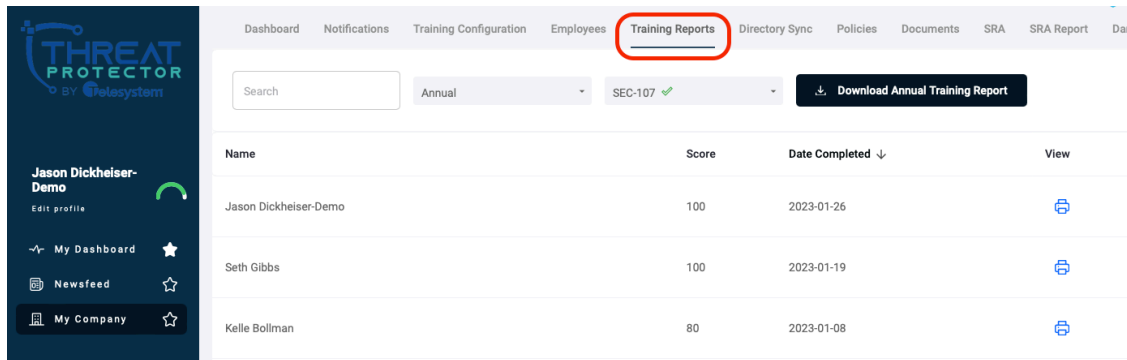 THREAT
PROTECTOR
BY Telesystem
Dashboard Notifications Training Configuration Employees Training Reports Directory Sync Policies Documents SRA SRA Report Da
Search Annual SEC-107 Download Annual Training Report
Name Score Date Completed View
Jason Dickheiser-Demo 100 2023-01-26
Seth Gibbs 100 2023-01-19
Kelle Bollman 80 2023-01-08
Jason Dickheiser-
Demo
Edit profile
My Dashboard
Newsfeed
My Company